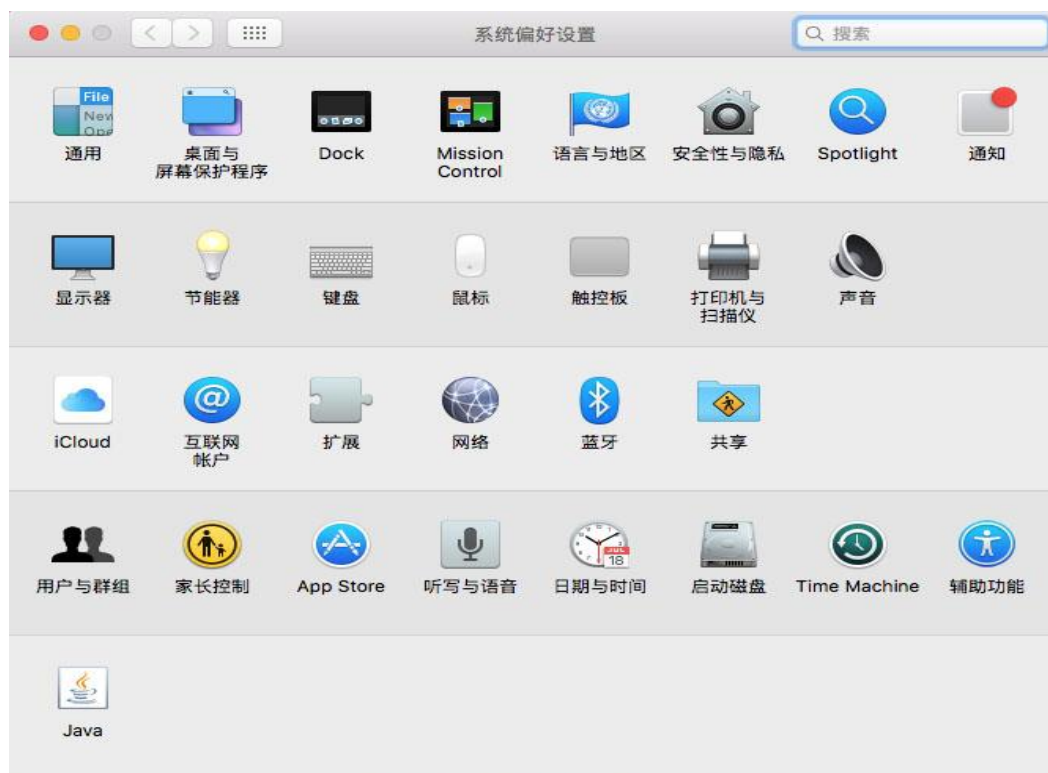 系统偏好设置
搜索
File
New
Ope
通用
桌面与
屏幕保护程序
Dock
Mission
Control
语言与地区
安全性与隐私
Spotlight
通知
显示器
节能器
键盘
鼠标
触控板
打印机与
扫描仪
声音
iCloud
@
互联网
帐户
扩展
网络
蓝牙
共享
用户与群组
家长控制
App Store
听写与语音
JUL
18
日期与时间
启动磁盘
Time Machine
辅助功能
Java